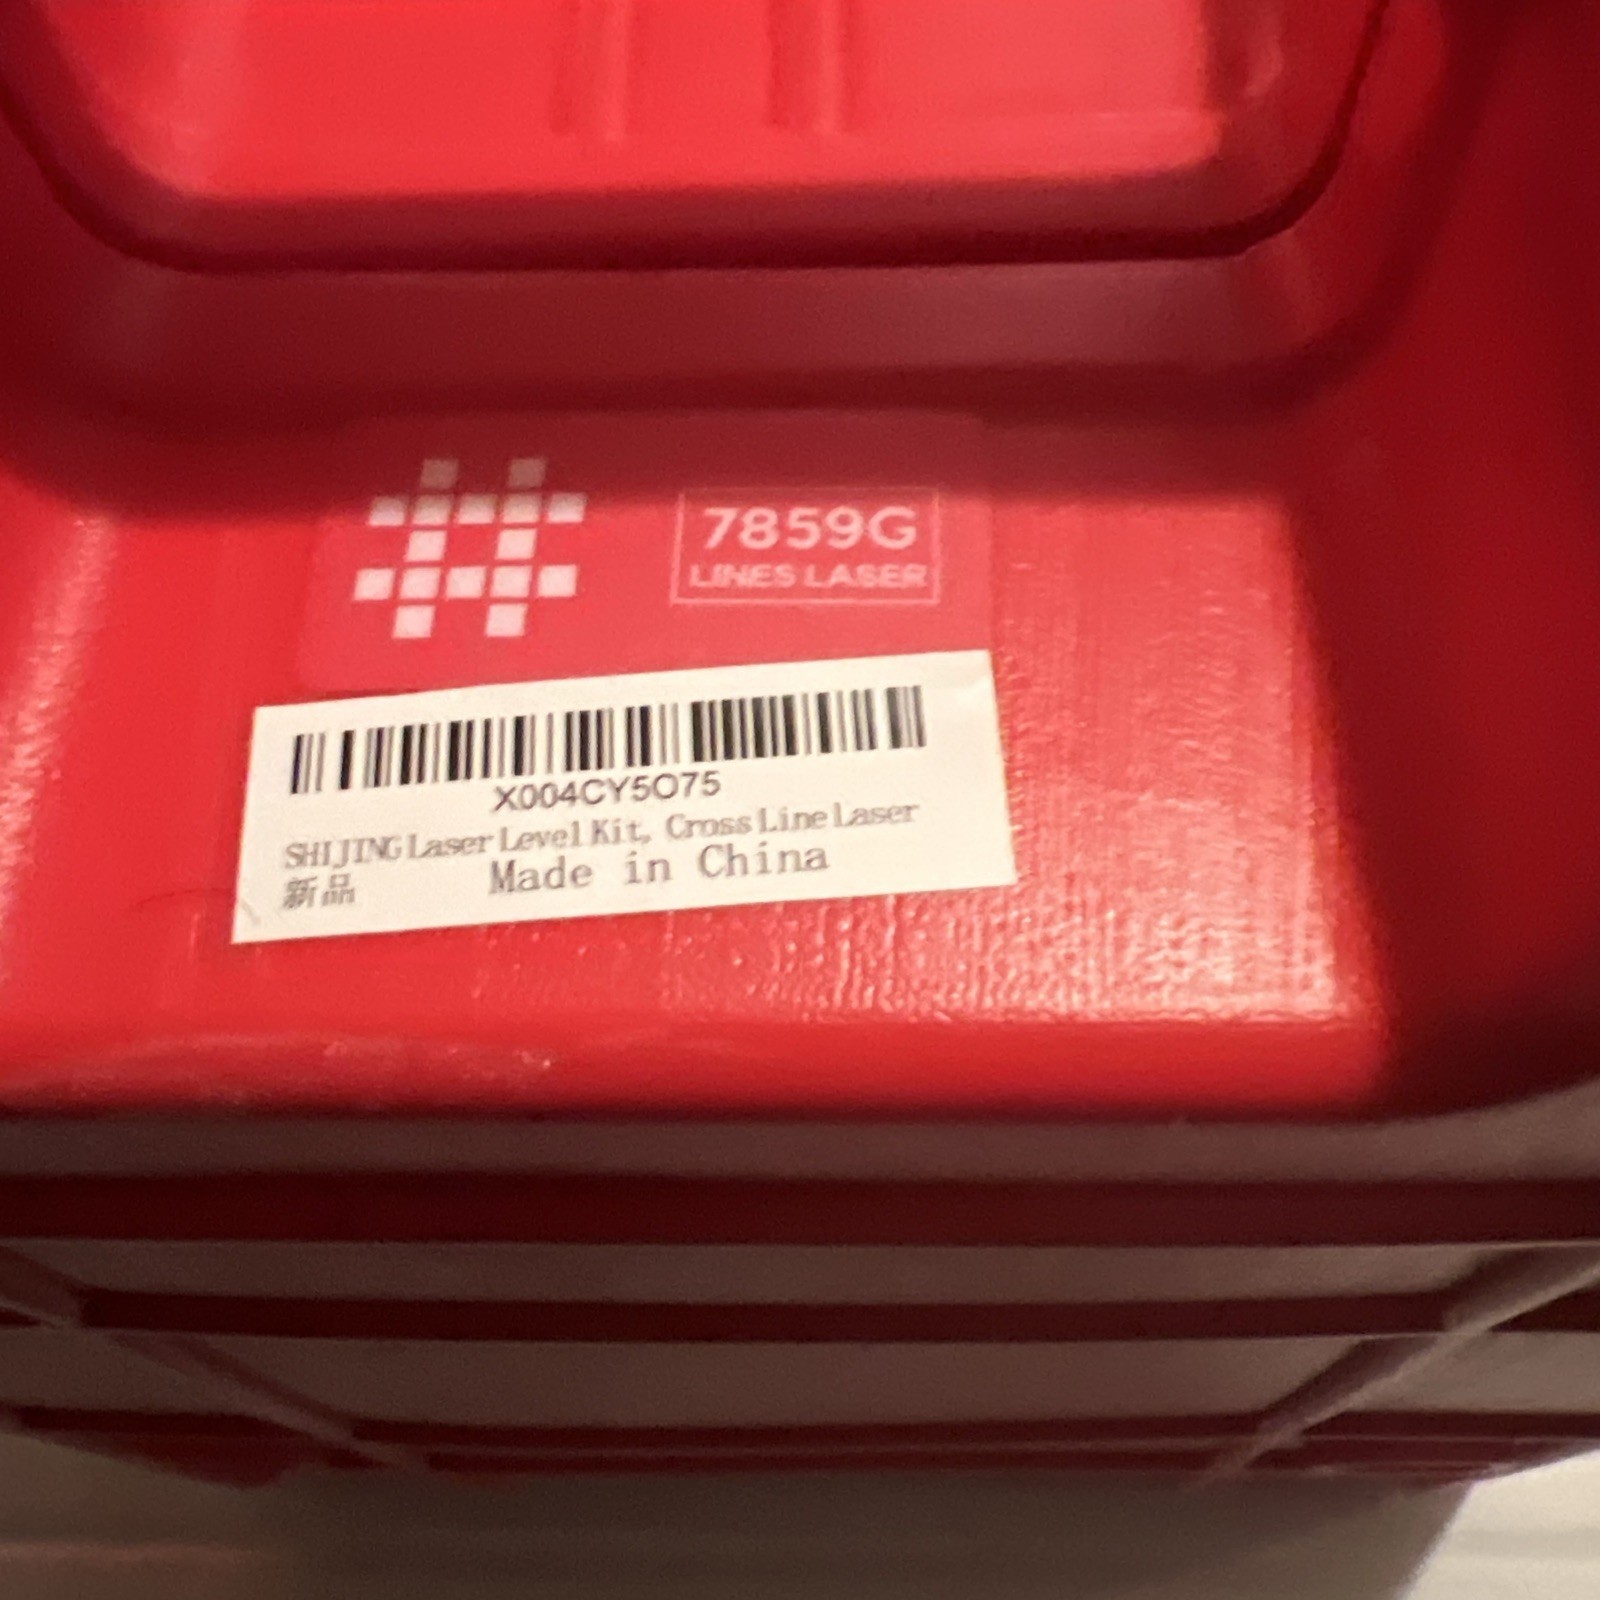 7859G
LINES LASER
X004CY5O75
SHIJING Laser Level Kit, Cross Line Laser
新品
Made in China